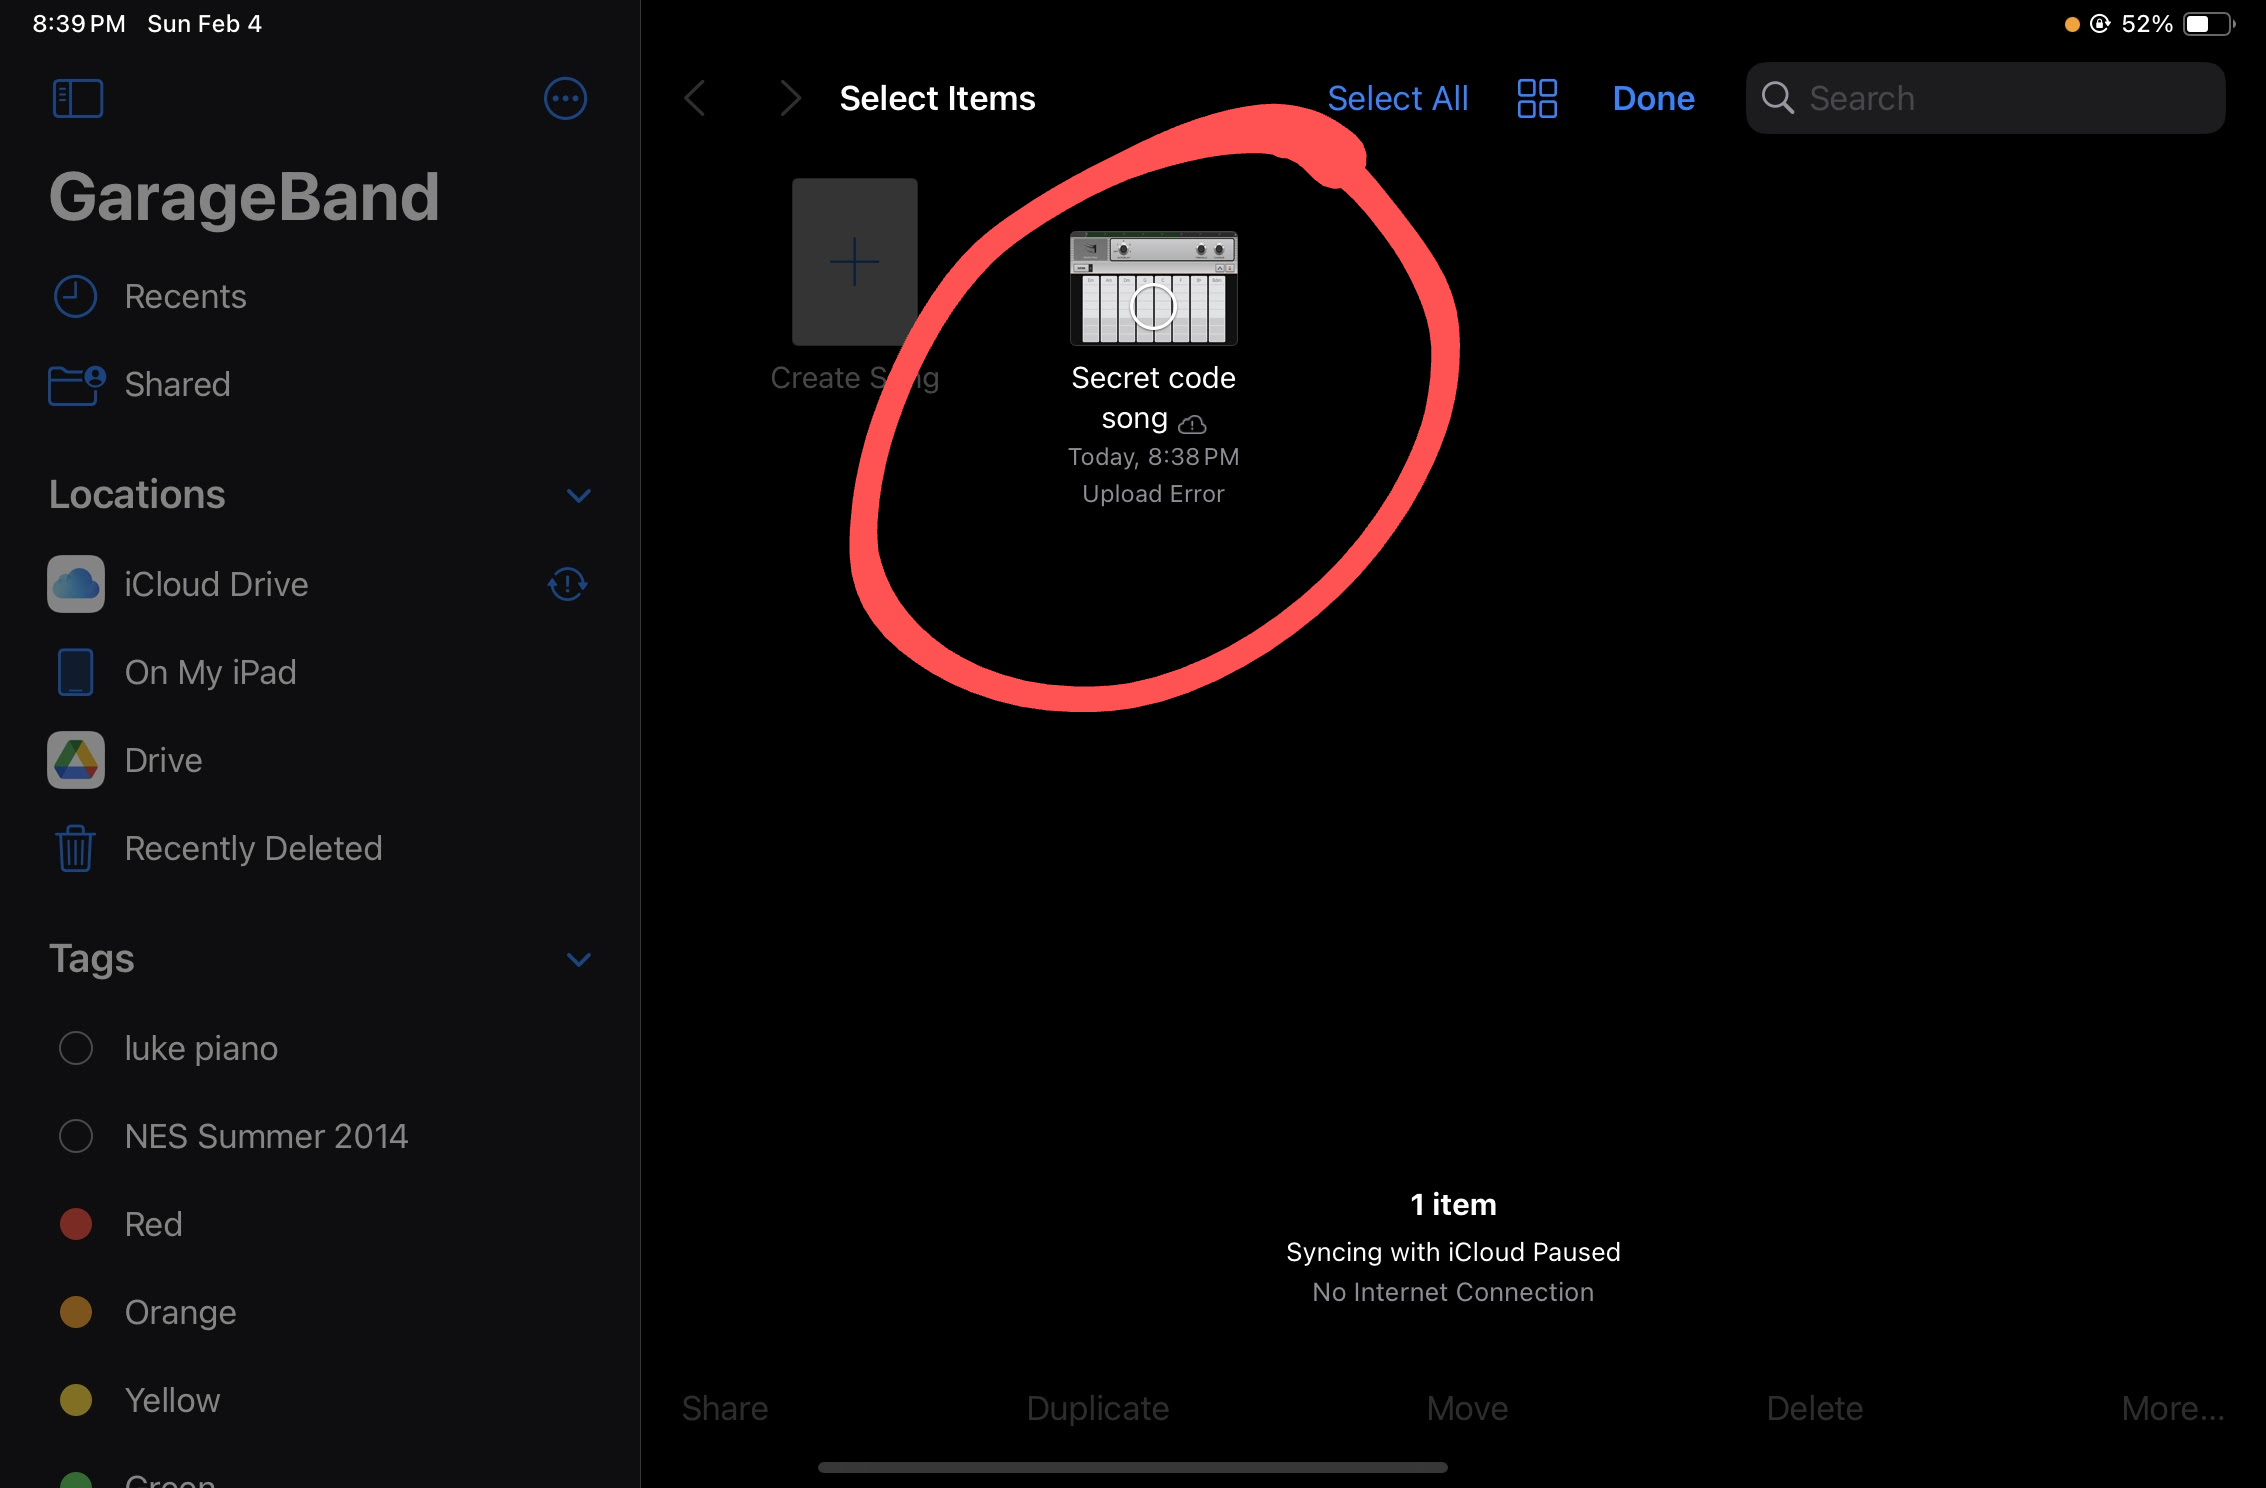 8:39 PM Sun Feb 4
52%
GarageBand
Recents
Shared
Locations
iCloud Drive
On My iPad
Drive
Recently Deleted
Tags
luke piano
NES Summer 2014
Red
Orange
Yellow
Green
Select Items
Select All
Done
Search
Create
Secret code
song
Today, 8:38 PM
Upload Error
1 item
Syncing with iCloud Paused
No Internet Connection
Share
Duplicate
Move
Delete
More...